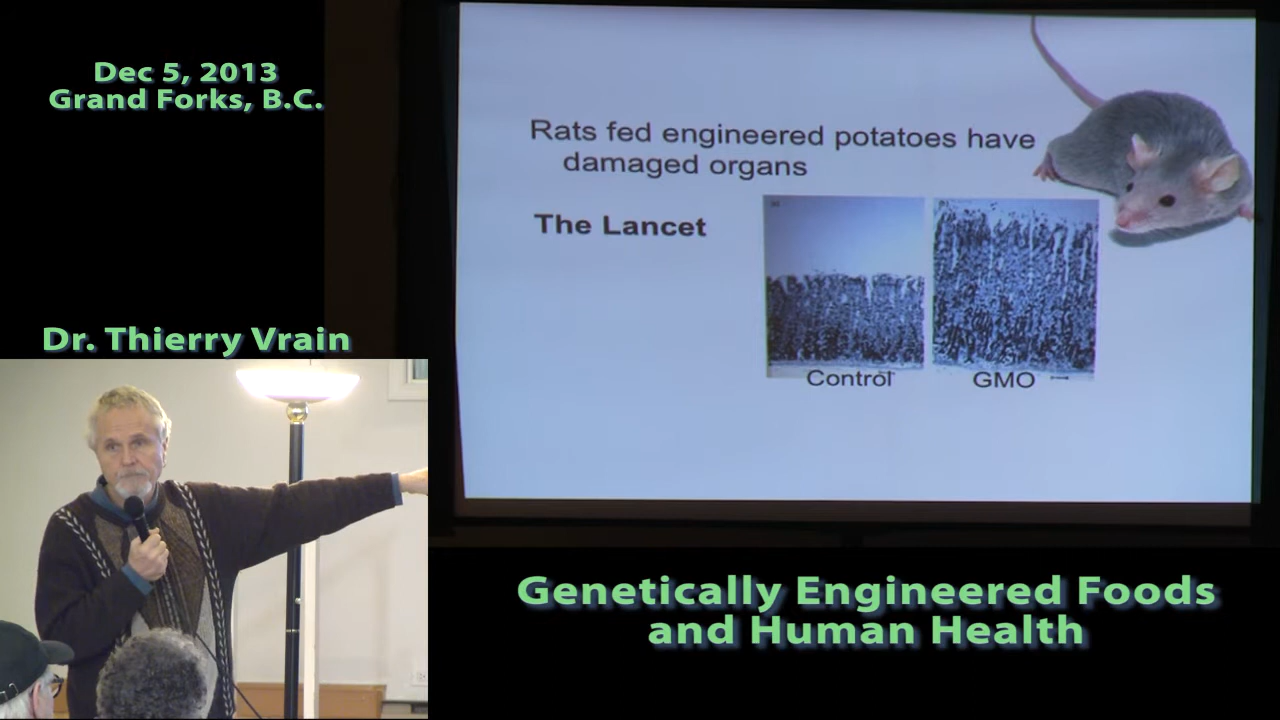 Dec 5, 2013
Grand Forks, B.C.
Dr. Thierry Vrain
Rats fed engineered potatoes have
damaged organs
The Lancet
Control
GMO
Genetically Engineered Foods
and Human Health